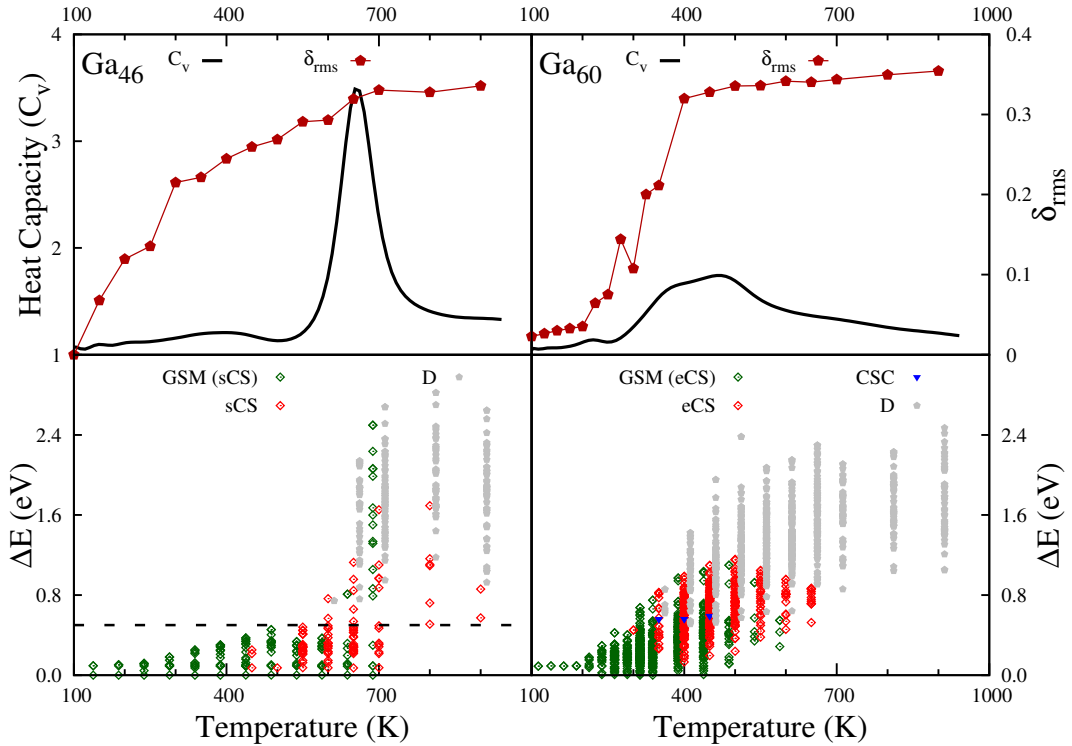 100 400 700 100 400 700 1000
4 Ga46 Cv δrms Ga60 Cv δrms 0.4
3 0.3
Heat Capacity (Cv) δrms
2 0.2
0.1
1 0
GSM (sCS) D GSM (eCS) CSC
sCS eCS D
2.4 2.4
ΔE (eV) ΔE (eV)
1.6 1.6
0.8 0.8
0.0 0.0
100 400 700 100 400 700 1000
Temperature (K) Temperature (K)